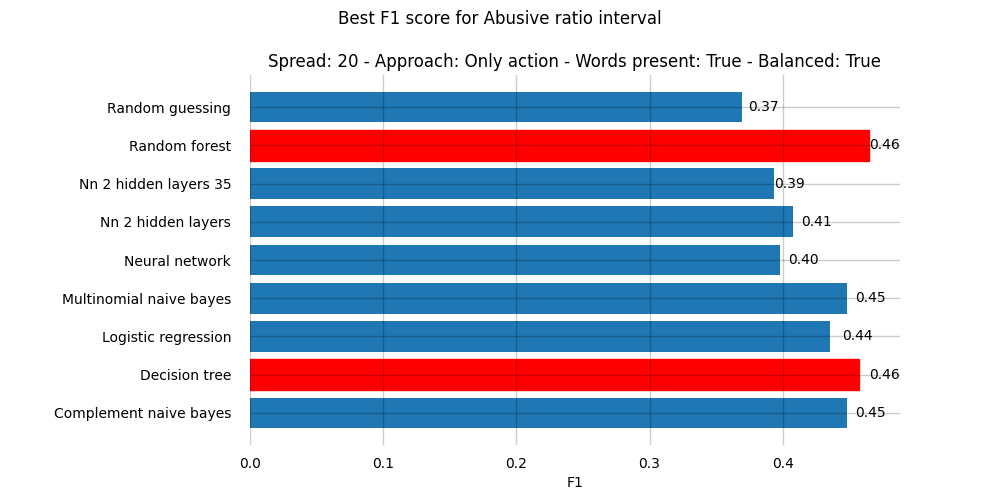 Best F1 score for Abusive ratio interval
Spread: 20 - Approach: Only action - Words present: True - Balanced: True
Random guessing 0.37
Random forest 0.46
Nn 2 hidden layers 35 0.39
Nn 2 hidden layers 0.41
Neural network 0.40
Multinomial naive bayes 0.45
Logistic regression 0.44
Decision tree 0.46
Complement naive bayes 0.45
0.0 0.1 0.2 0.3 0.4
F1